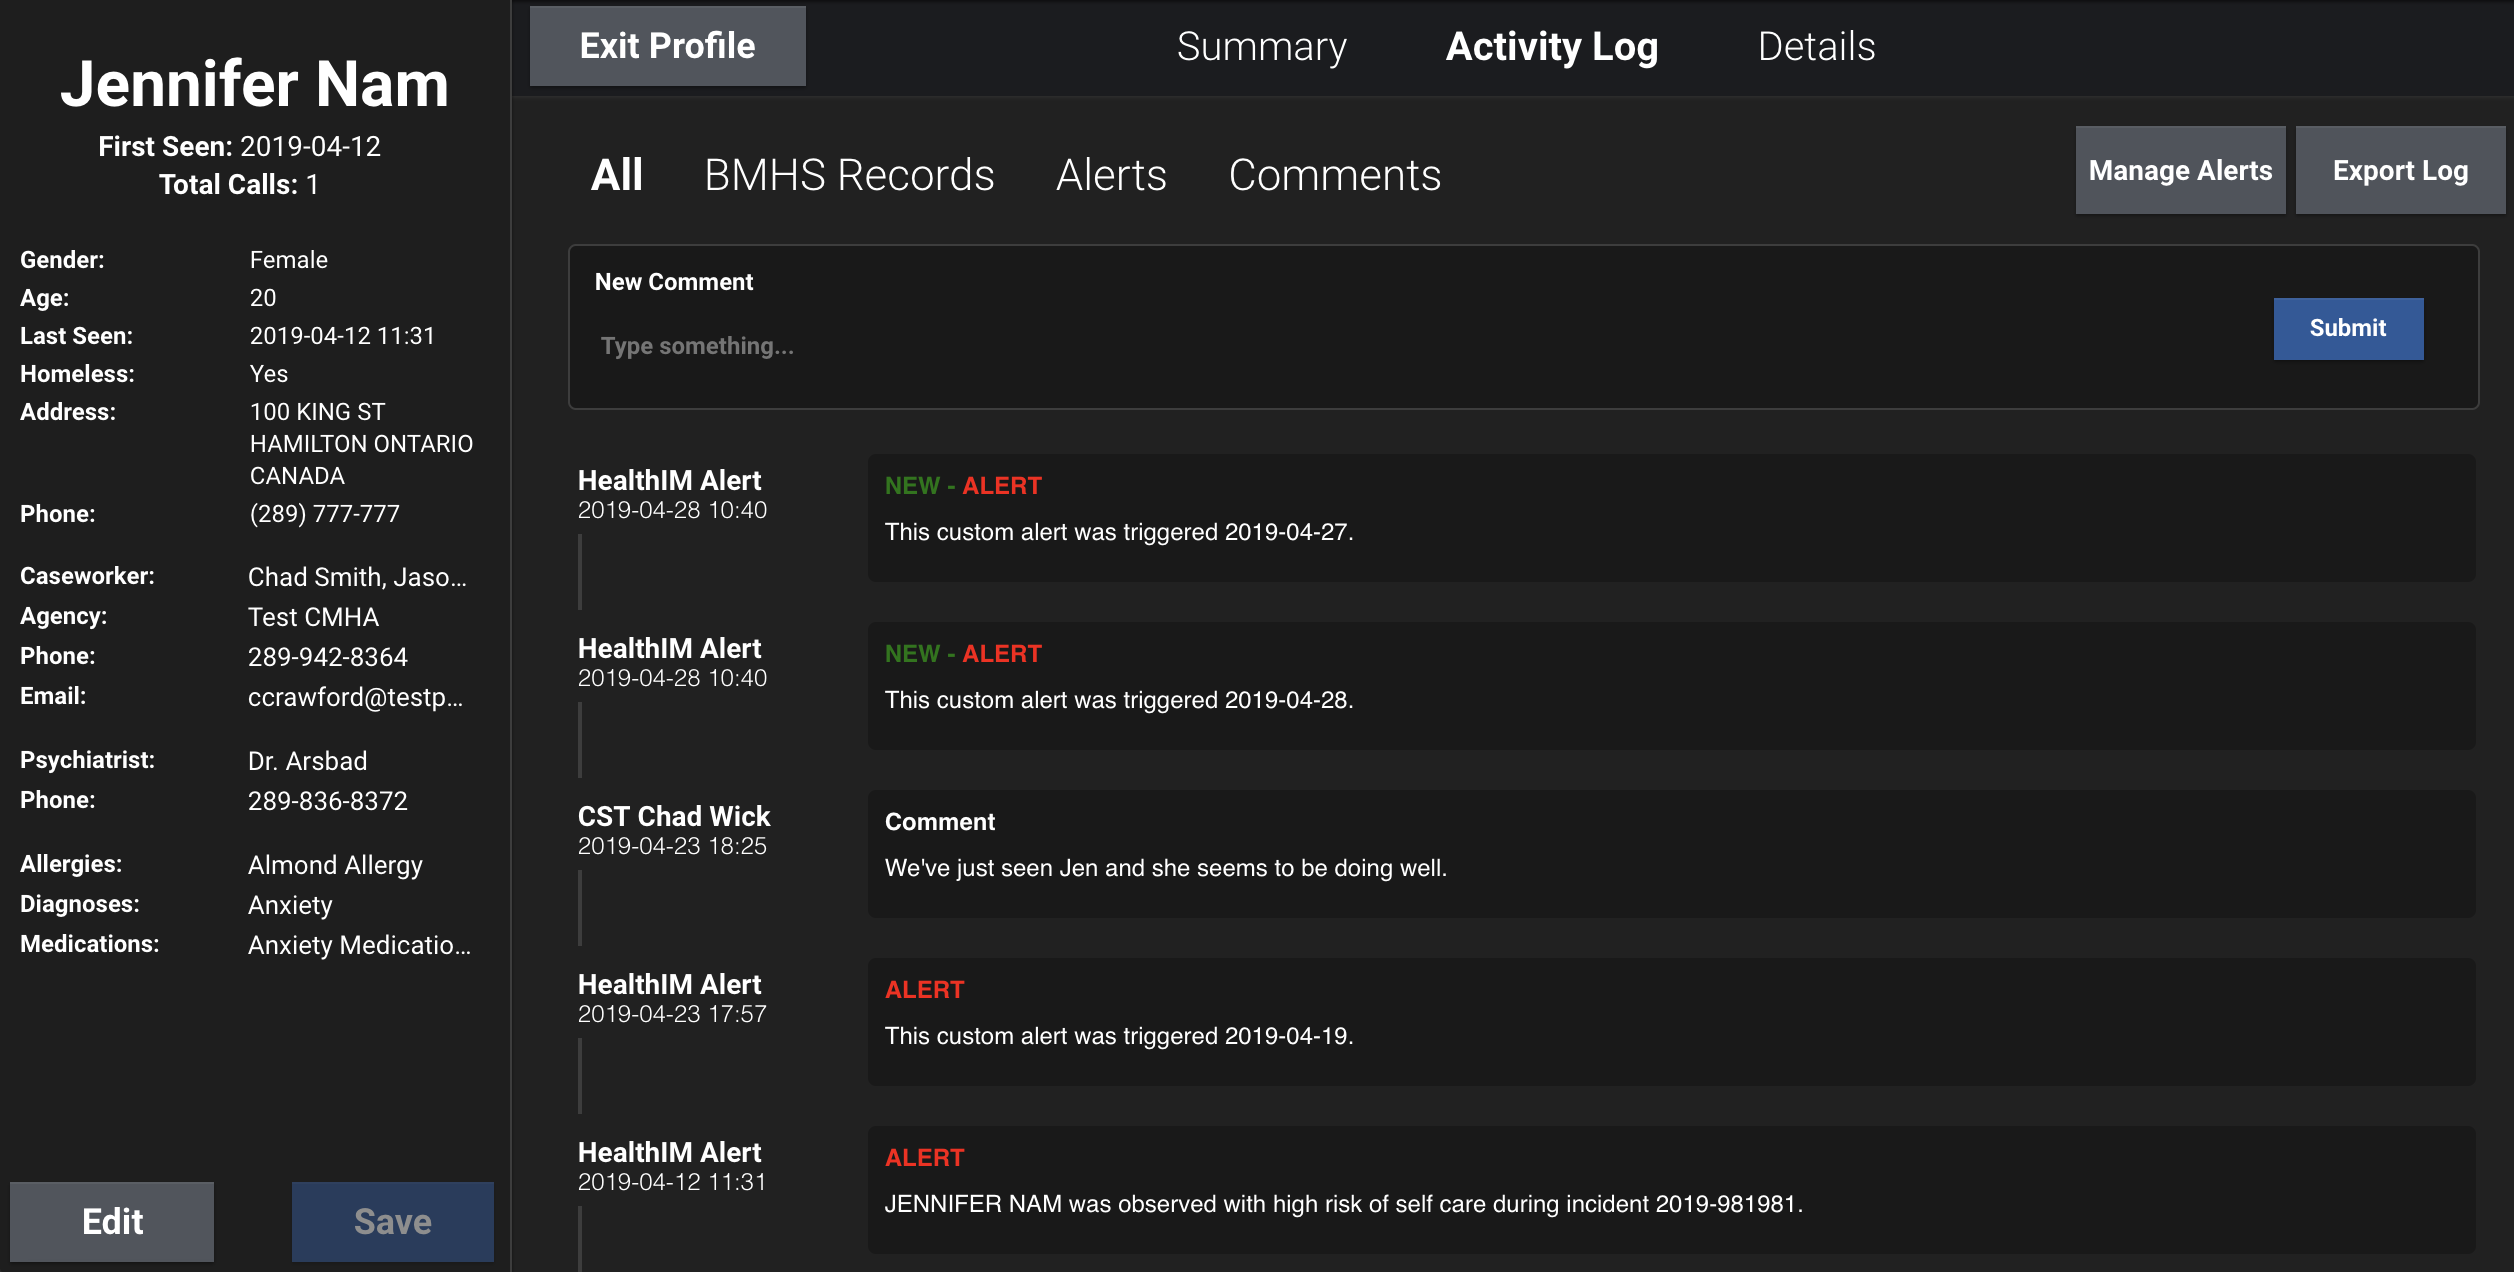 Jennifer Nam
First Seen: 2019-04-12
Total Calls: 1
Gender: Female
Age: 20
Last Seen: 2019-04-12 11:31
Homeless: Yes
Address: 100 KING ST
HAMILTON ONTARIO
CANADA
Phone: (289) 777-777
Caseworker: Chad Smith, Jaso...
Agency: Test CMHA
Phone: 289-942-8364
Email: ccrawford@testp...
Psychiatrist: Dr. Arsbad
Phone: 289-836-8372
Allergies: Almond Allergy
Diagnoses: Anxiety
Medications: Anxiety Medicatio...
Edit Save
Exit Profile Summary Activity Log Details
All BMHS Records Alerts Comments Manage Alerts Export Log
New Comment
Type something...
Submit
HealthIM Alert
2019-04-28 10:40
NEW - ALERT
This custom alert was triggered 2019-04-27.
HealthIM Alert
2019-04-28 10:40
NEW - ALERT
This custom alert was triggered 2019-04-28.
CST Chad Wick
2019-04-23 18:25
Comment
We've just seen Jen and she seems to be doing well.
HealthIM Alert
2019-04-23 17:57
ALERT
This custom alert was triggered 2019-04-19.
HealthIM Alert
2019-04-12 11:31
ALERT
JENNIFER NAM was observed with high risk of self care during incident 2019-981981.